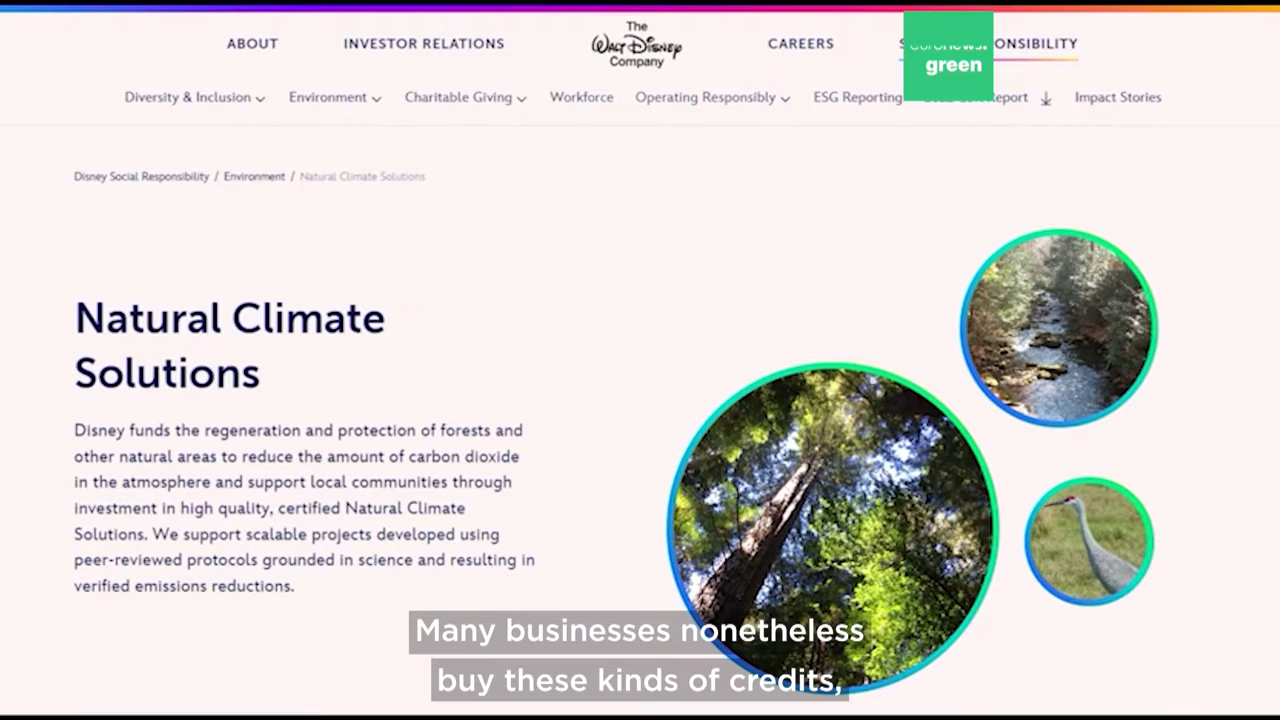 ABOUT
INVESTOR RELATIONS
The
WALT DISNEY
Company
CAREERS
euronews.
green
ONSIBILITY
Diversity & Inclusion
Environment
Charitable Giving
Workforce
Operating Responsibly
ESG Reporting
Report
Impact Stories
Disney Social Responsibility / Environment / Natural Climate Solutions
Natural Climate
Solutions
Disney funds the regeneration and protection of forests and
other natural areas to reduce the amount of carbon dioxide
in the atmosphere and support local communities through
investment in high quality, certified Natural Climate
Solutions. We support scalable projects developed using
peer-reviewed protocols grounded in science and resulting in
verified emissions reductions.
Many businesses nonetheless
buy these kinds of credits,